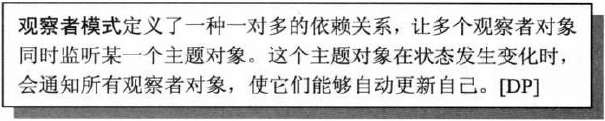 观察者模式定义了一种一对多的依赖关系，让多个观察者对象
同时监听某一个主题对象。这个主题对象在状态发生变化时，
会通知所有观察者对象，使它们能够自动更新自己。[DP]